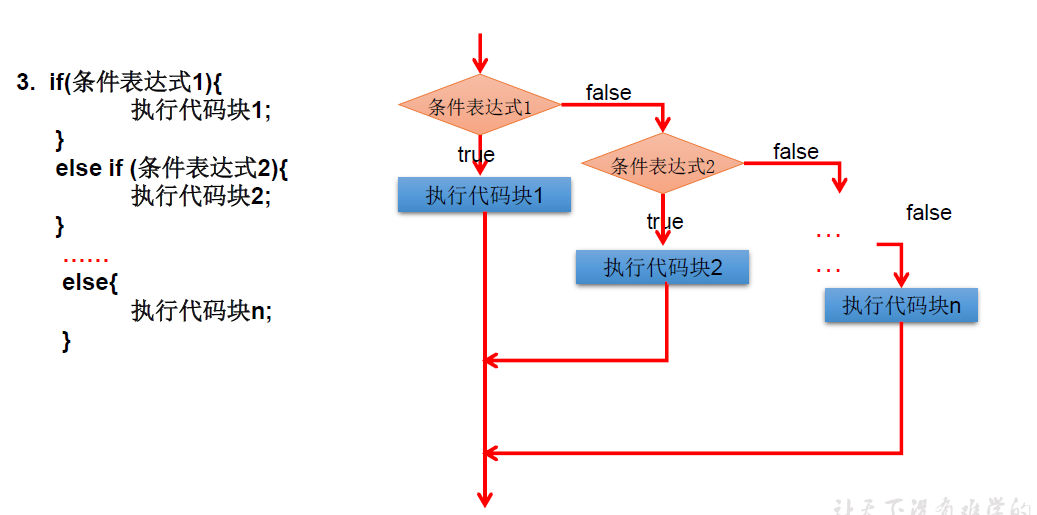 3. if(条件表达式1){
执行代码块1;
}
else if (条件表达式2){
执行代码块2;
}
……
else{
执行代码块n;
}
条件表达式1
false
true
执行代码块1
条件表达式2
false
true
执行代码块2
…
…
false
执行代码块n
让天下没有难学的